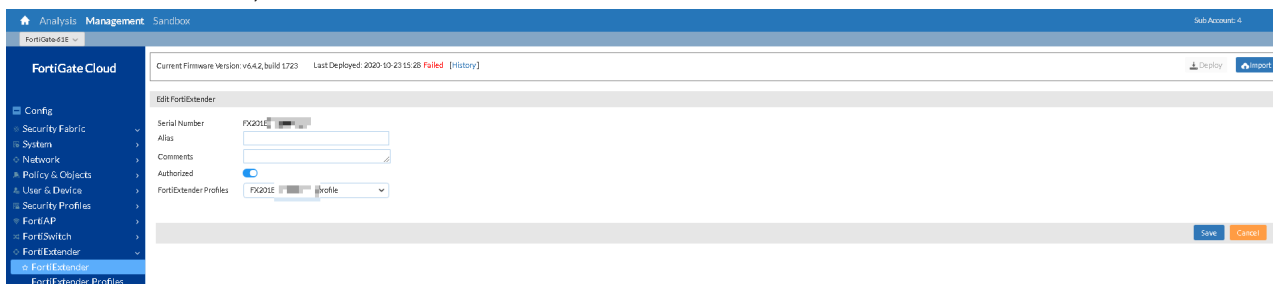 Analysis Management Sandbox Sub Account: 4
FortiGate-61E
FortiGate Cloud
Current Firmware Version: v6.4.2, build 1723 Last Deployed: 2020-10-23 15:28 Failed [History] Deploy Import
Edit FortiExtender
Config
Security Fabric
System
Network
Policy & Objects
User & Device
Security Profiles
FortiAP
FortiSwitch
FortiExtender
FortiExtender
FortiExtender Profiles
Serial Number FX201E
Alias
Comments
Authorized
FortiExtender Profiles FX201E profile
Save Cancel